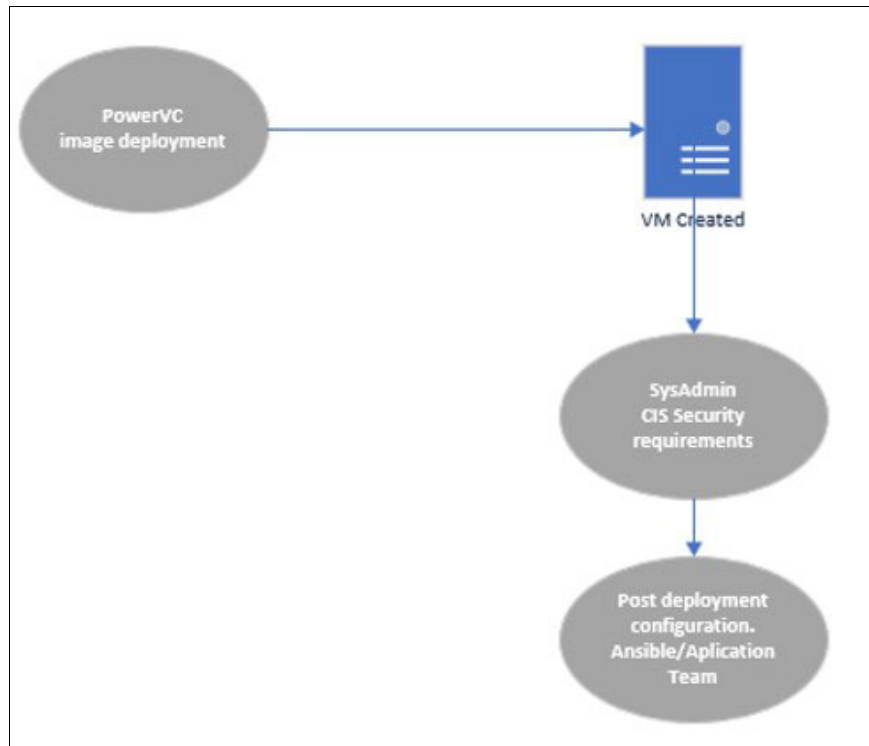 PowerVC
image deployment
VM Created
SysAdmin
CIS Security
requirements
Post deployment
configuration.
Ansible/Aplication
Team